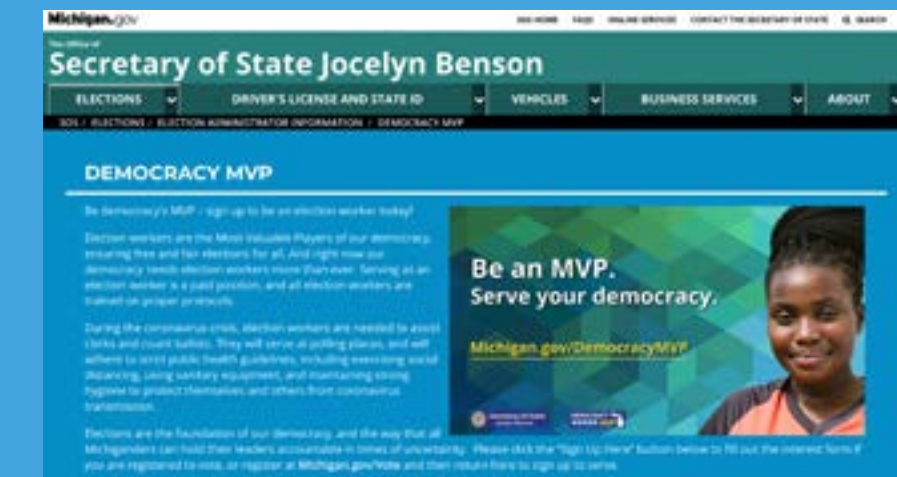 Michigan.gov
SOS HOME FAQS ONLINE SERVICES CONTACT THE SECRETARY OF STATE SEARCH
The Office of
Secretary of State Jocelyn Benson
ELECTIONS DRIVER'S LICENSE AND STATE ID VEHICLES BUSINESS SERVICES ABOUT
SOS / ELECTIONS / ELECTION ADMINISTRATOR INFORMATION / DEMOCRACY MVP
DEMOCRACY MVP
Be democracy's MVP - sign up to be an election worker today!
Election workers are the Most Valuable Players of our democracy,
ensuring free and fair elections for all. And right now our
democracy needs election workers more than ever. Serving as an
election worker is a paid position, and all election workers are
trained on proper protocols.
During the coronavirus crisis, election workers are needed to assist
clerks and count ballots. They will serve at polling places, and will
adhere to strict public health guidelines, including exercising social
distancing, using sanitary equipment, and maintaining strong
hygiene to protect themselves and others from coronavirus
transmission.
Be an MVP.
Serve your democracy.
Michigan.gov/DemocracyMVP
Elections are the foundation of our democracy, and the way that all
Michiganders can hold their leaders accountable in times of uncertainty. Please click the "Sign Up Here" button below to fill out the interest form if
you are registered to vote, or register at Michigan.gov/Vote and then return here to sign up to serve.